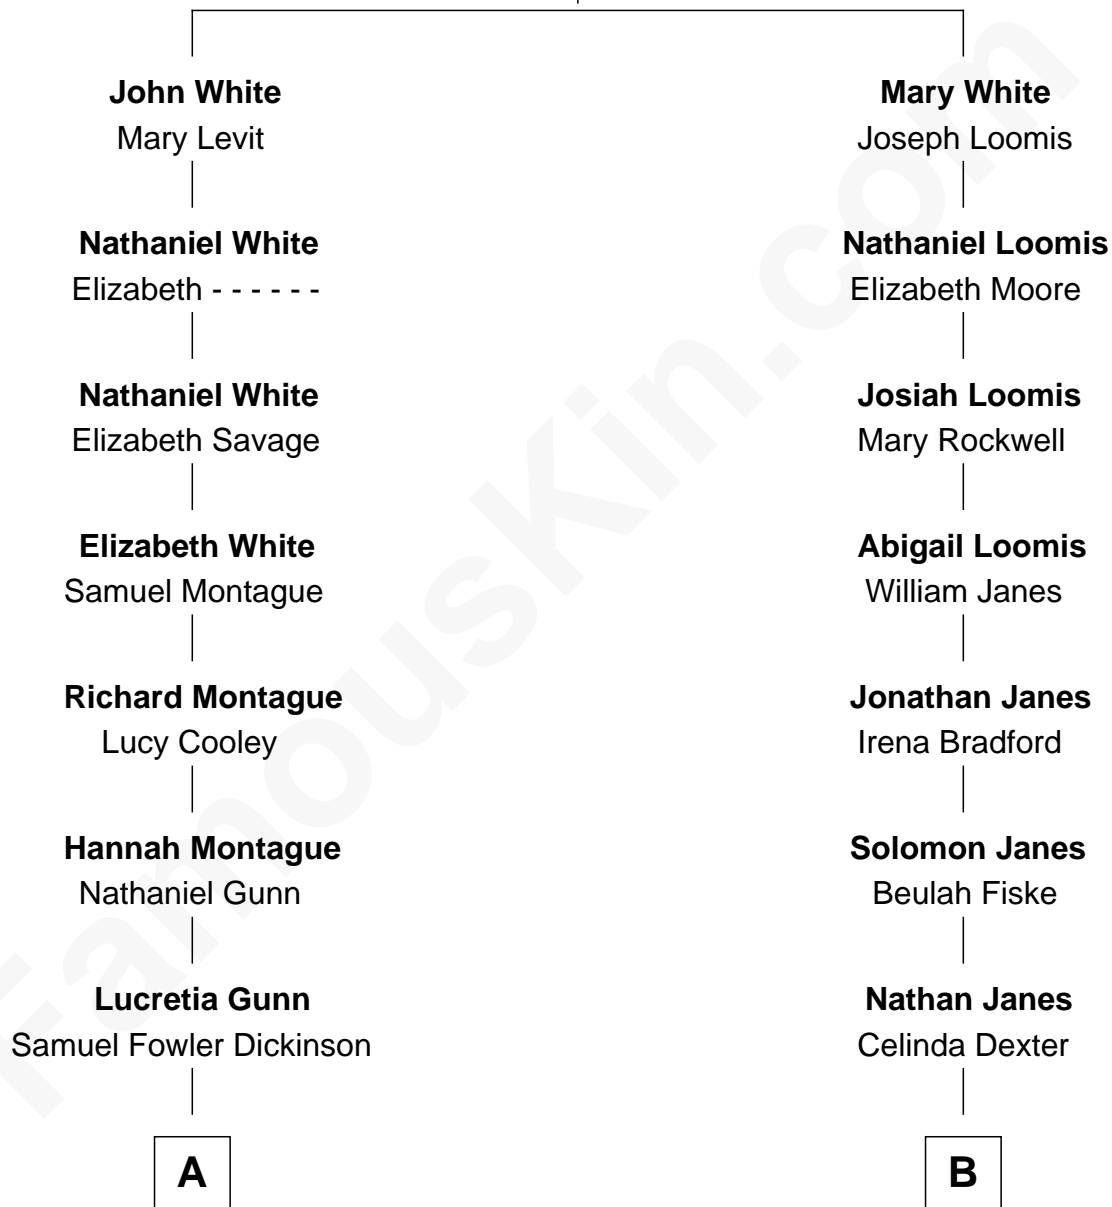 John White
Mary Levit
Nathaniel White
Elizabeth - - - - - -
Nathaniel White
Elizabeth Savage
Elizabeth White
Samuel Montague
Richard Montague
Lucy Cooley
Hannah Montague
Nathaniel Gunn
Lucretia Gunn
Samuel Fowler Dickinson
A
Mary White
Joseph Loomis
Nathaniel Loomis
Elizabeth Moore
Josiah Loomis
Mary Rockwell
Abigail Loomis
William Janes
Jonathan Janes
Irena Bradford
Solomon Janes
Beulah Fiske
Nathan Janes
Celinda Dexter
B
FamousKin.com